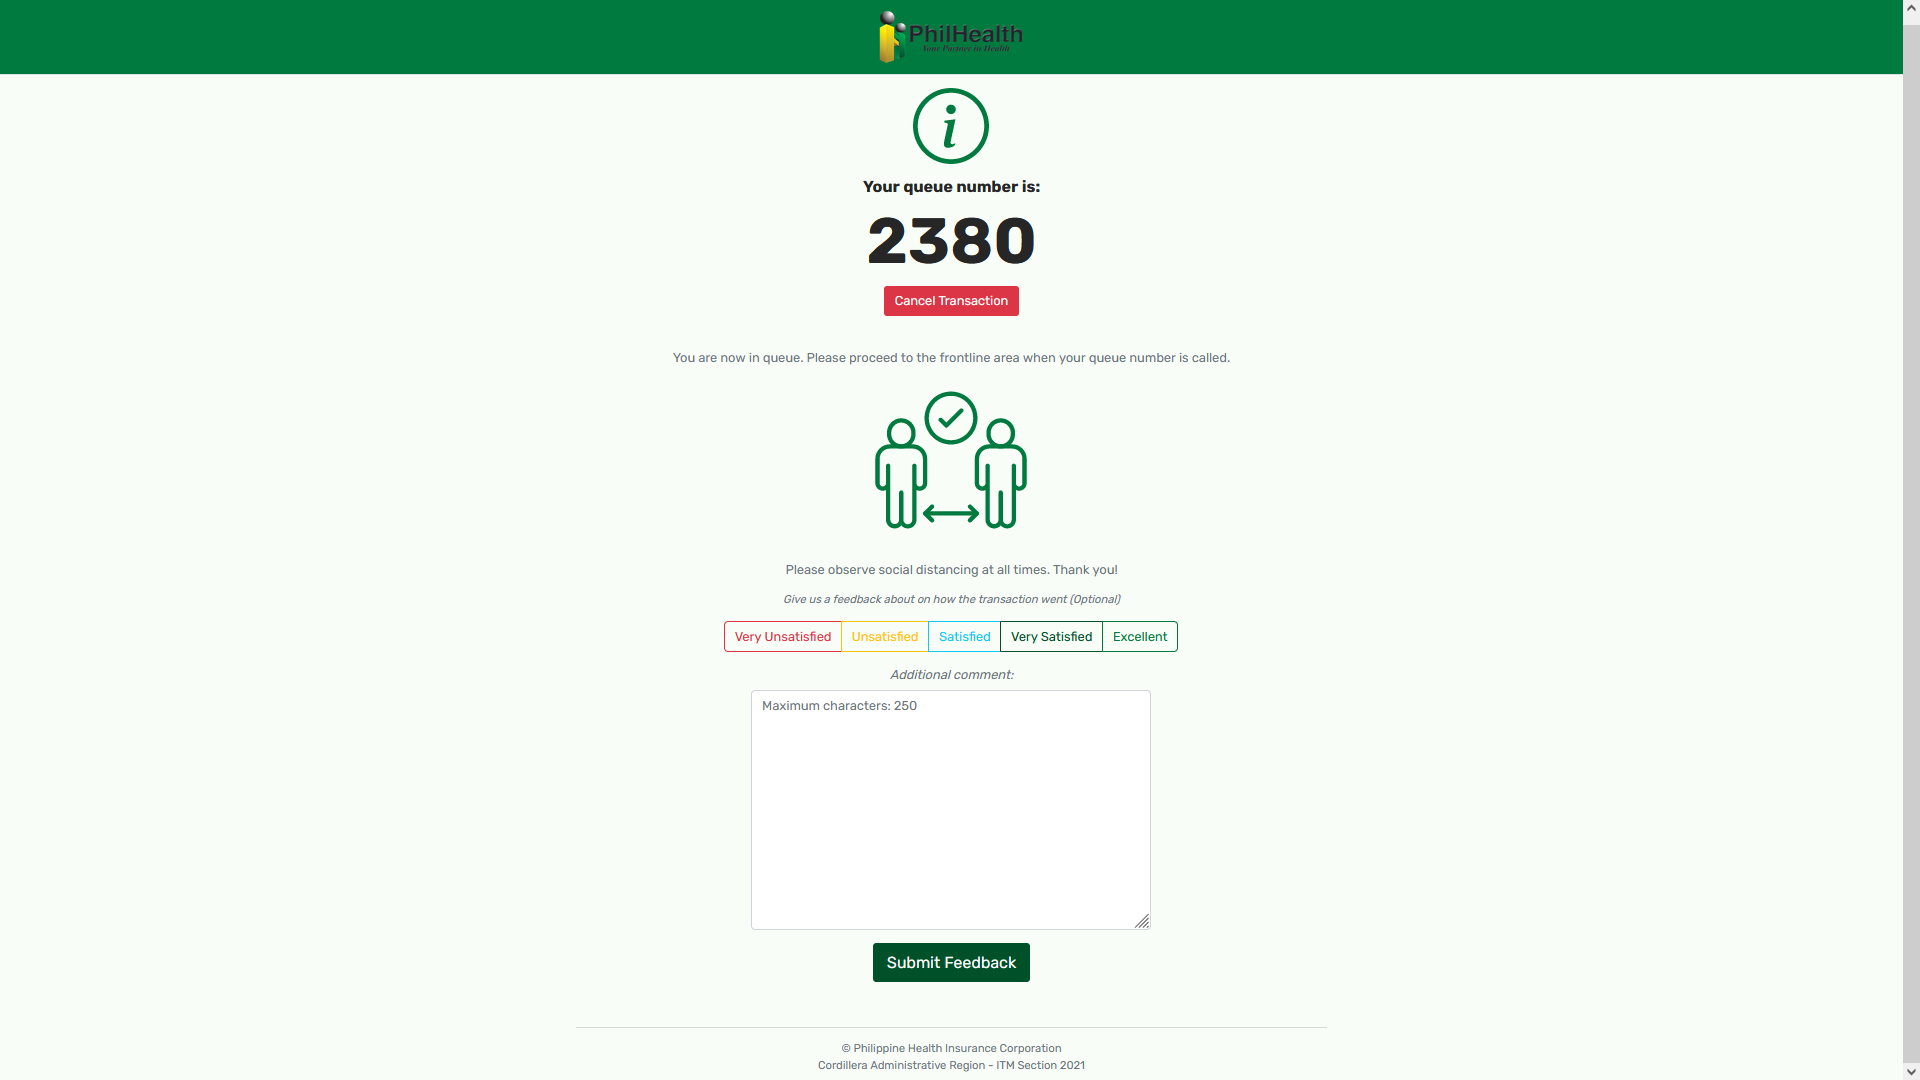 PhilHealth
Your Partner in Health
i
Your queue number is:
2380
Cancel Transaction
You are now in queue. Please proceed to the frontline area when your queue number is called.
Please observe social distancing at all times. Thank you!
Give us a feedback about on how the transaction went (Optional)
Very Unsatisfied Unsatisfied Satisfied Very Satisfied Excellent
Additional comment:
Maximum characters: 250
Submit Feedback
© Philippine Health Insurance Corporation
Cordillera Administrative Region - ITM Section 2021